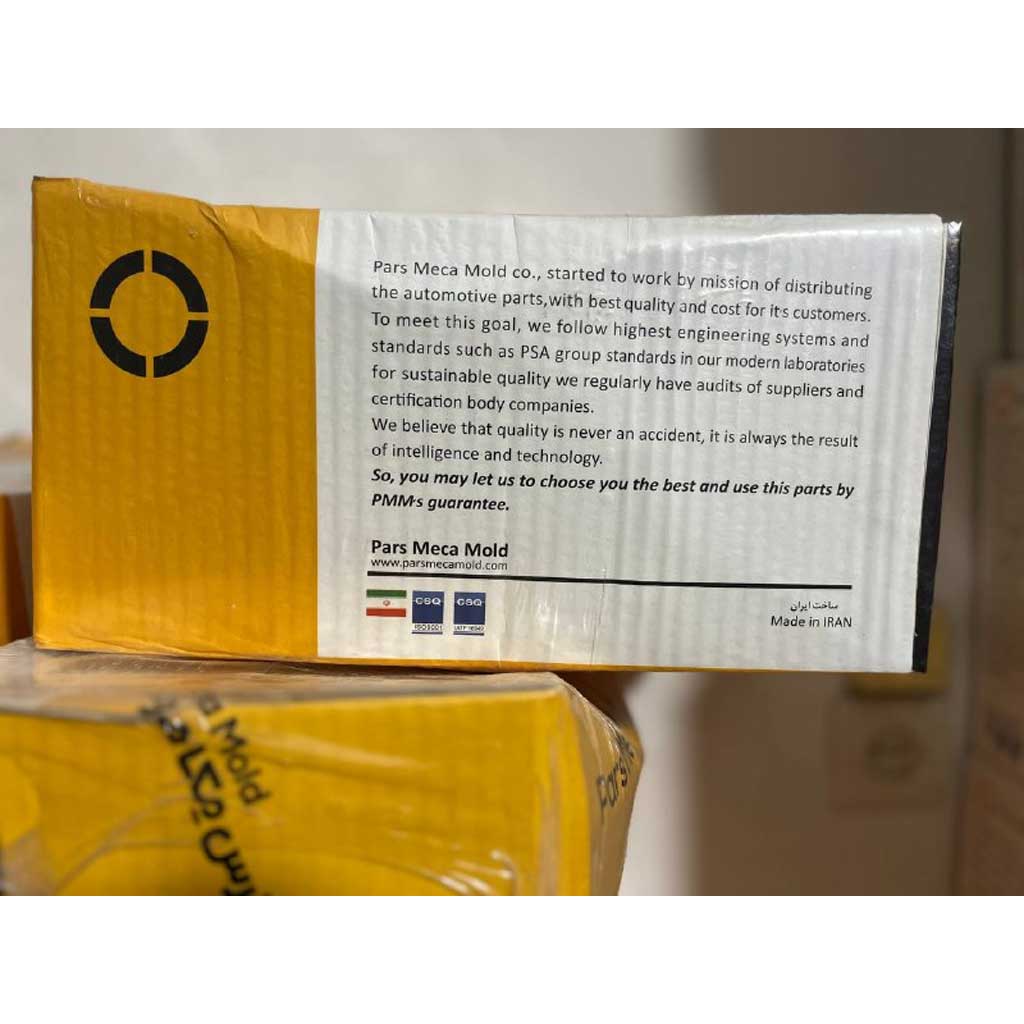 Pars Meca Mold co., started to work by mission of distributing
the automotive parts,with best quality and cost for it's customers.
To meet this goal, we follow highest engineering systems and
standards such as PSA group standards in our modern laboratories
for sustainable quality we regularly have audits of suppliers and
certification body companies.
We believe that quality is never an accident, it is always the result
of intelligence and technology.
So, you may let us to choose you the best and use this parts by
PMM's guarantee.
Pars Meca Mold
www.parsmecamold.com
CSQ CSQ
ISO9001 IATF 16949
ساخت ایران
Made in IRAN
a Mold